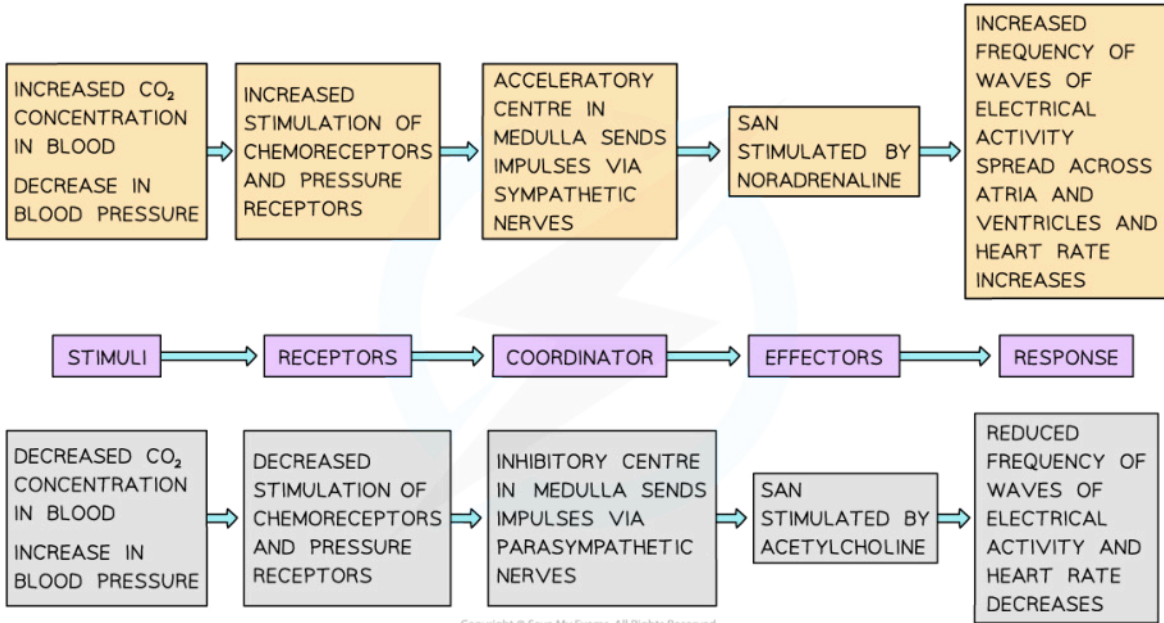 INCREASED CO₂
CONCENTRATION
IN BLOOD
DECREASE IN
BLOOD PRESSURE
INCREASED
STIMULATION OF
CHEMORECEPTORS
AND PRESSURE
RECEPTORS
ACCELERATORY
CENTRE IN
MEDULLA SENDS
IMPULSES VIA
SYMPATHETIC
NERVES
SAN
STIMULATED BY
NORADRENALINE
INCREASED
FREQUENCY OF
WAVES OF
ELECTRICAL
ACTIVITY
SPREAD ACROSS
ATRIA AND
VENTRICLES AND
HEART RATE
INCREASES
STIMULI
RECEPTORS
COORDINATOR
EFFECTORS
RESPONSE
DECREASED CO₂
CONCENTRATION
IN BLOOD
INCREASE IN
BLOOD PRESSURE
DECREASED
STIMULATION OF
CHEMORECEPTORS
AND PRESSURE
RECEPTORS
INHIBITORY CENTRE
IN MEDULLA SENDS
IMPULSES VIA
PARASYMPATHETIC
NERVES
SAN
STIMULATED BY
ACETYLCHOLINE
REDUCED
FREQUENCY OF
WAVES OF
ELECTRICAL
ACTIVITY AND
HEART RATE
DECREASES